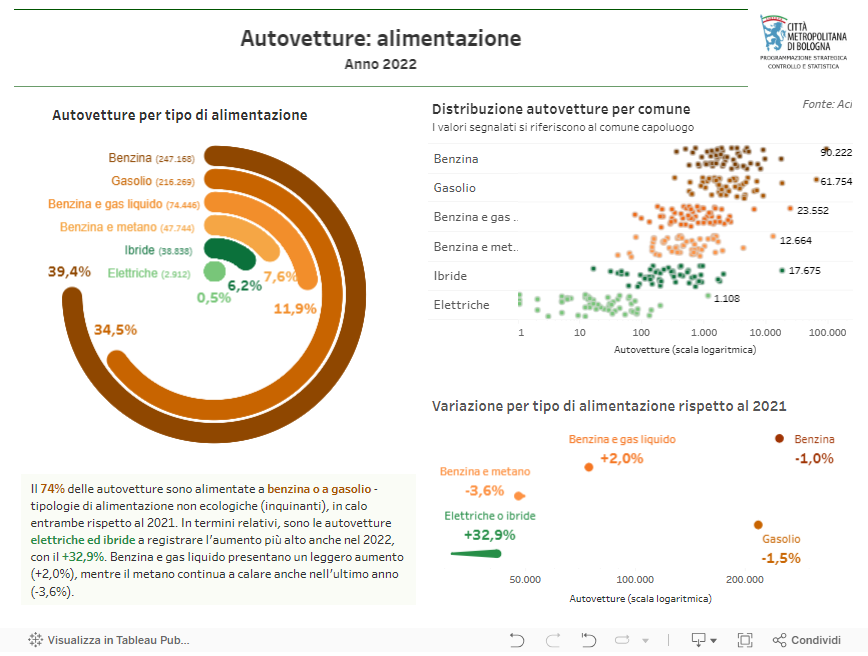 Autovetture: alimentazione
Anno 2022
CITTÀ
METROPOLITANA
DI BOLOGNA
PROGRAMMAZIONE STRATEGICA
CONTROLLO E STATISTICA
Fonte: Aci
Autovetture per tipo di alimentazione
Benzina (247.168)
Gasolio (216.269)
Benzina e gas liquido (74.446)
Benzina e metano (47.744)
Ibride (38.838)
Elettriche (2.912)
39,4%
34,5%
11,9%
7,6%
6,2%
0,5%
Distribuzione autovetture per comune
I valori segnalati si riferiscono al comune capoluogo
Benzina
90.222
Gasolio
61.754
Benzina e gas ..
23.552
Benzina e met..
12.664
Ibride
17.675
Elettriche
1.108
1 10 100 1.000 10.000 100.000
Autovetture (scala logaritmica)
Variazione per tipo di alimentazione rispetto al 2021
Benzina e gas liquido
+2,0%
Benzina
-1,0%
Benzina e metano
-3,6%
Elettriche o ibride
+32,9%
Gasolio
-1,5%
50.000 100.000 200.000
Autovetture (scala logaritmica)
Il 74% delle autovetture sono alimentate a benzina o a gasolio -
tipologie di alimentazione non ecologiche (inquinanti), in calo
entrambe rispetto al 2021. In termini relativi, sono le autovetture
elettriche ed ibride a registrare l'aumento più alto anche nel 2022,
con il +32,9%. Benzina e gas liquido presentano un leggero aumento
(+2,0%), mentre il metano continua a calare anche nell'ultimo anno
(-3,6%).
Visualizza in Tableau Pub...
Condividi